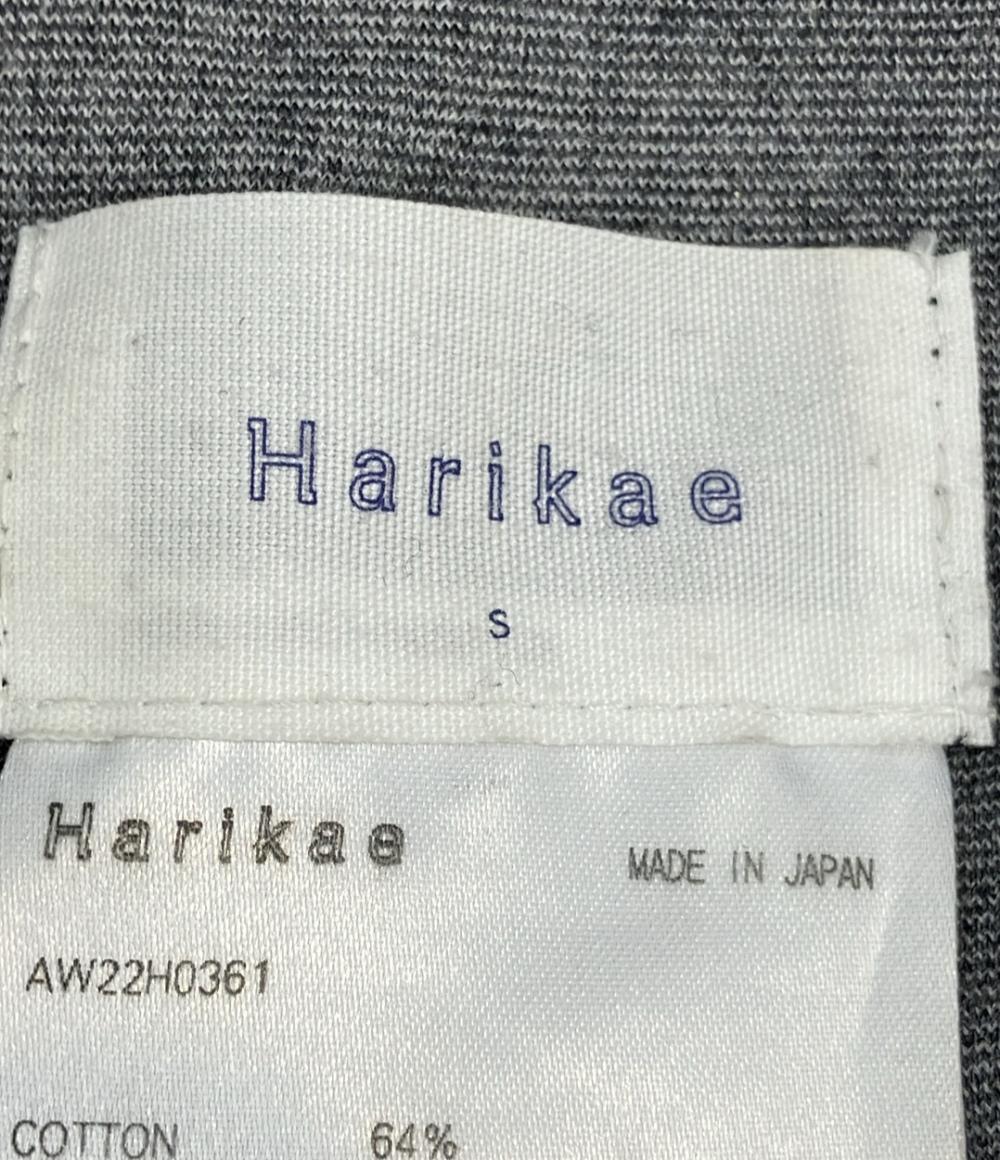 Harikae
S
Harikae
MADE IN JAPAN
AW22H0361
COTTON 64%